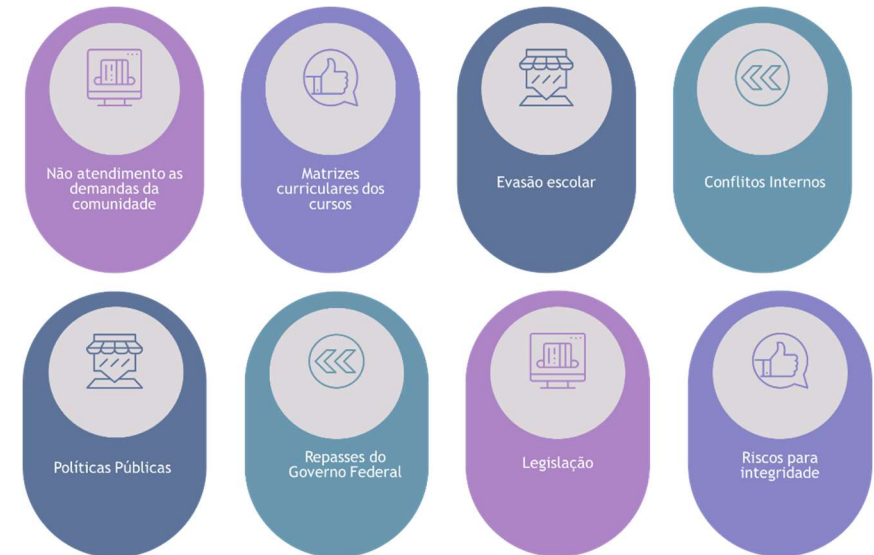 Não atendimento as
demandas da
comunidade
Matrizes
curriculares dos
cursos
Evasão escolar
Conflitos Internos
Políticas Públicas
Repasses do
Governo Federal
Legislação
Riscos para
integridade